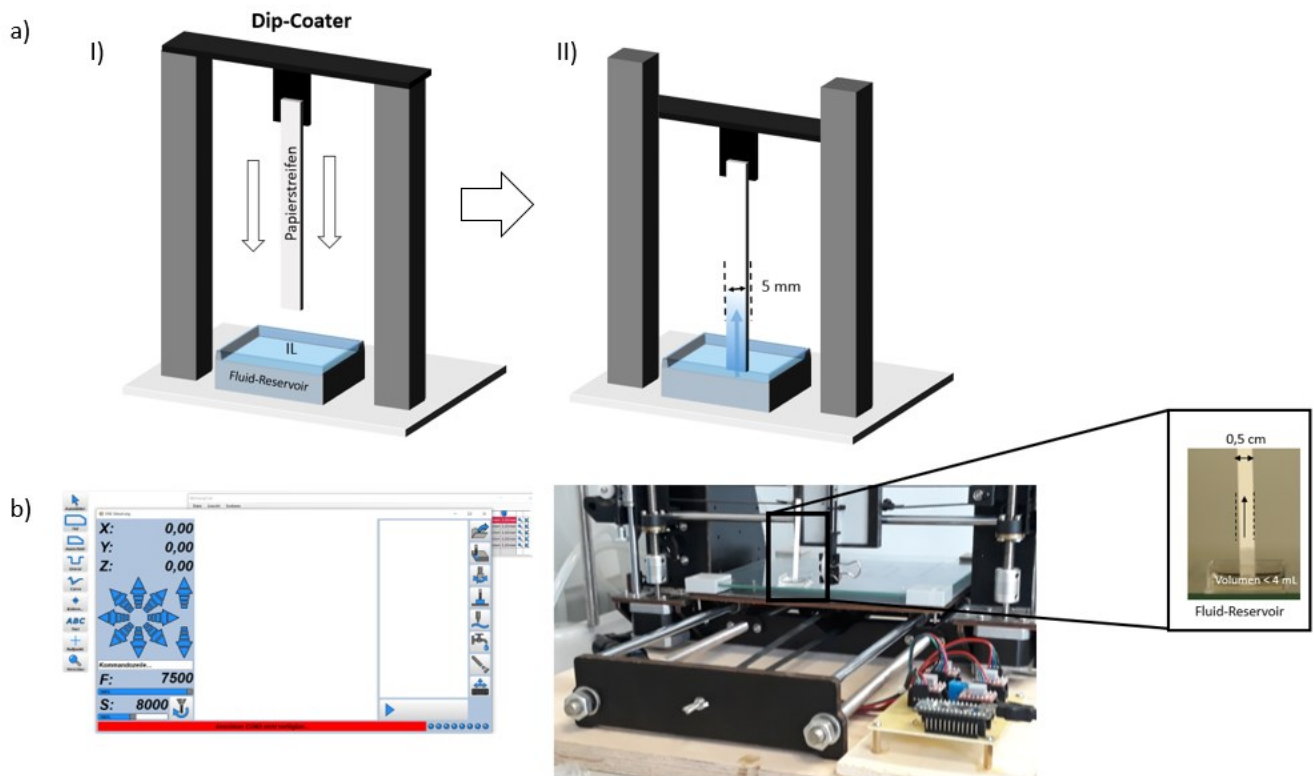 a)
Dip-Coater
I)
Papierstreifen
IL
Fluid-Reservoir
II)
5 mm
b)
X: 0,00
Y: 0,00
Z: 0,00
ABC
Kommandozeile...
F: 7500
S: 8000
0,5 cm
Volumen < 4 mL
Fluid-Reservoir